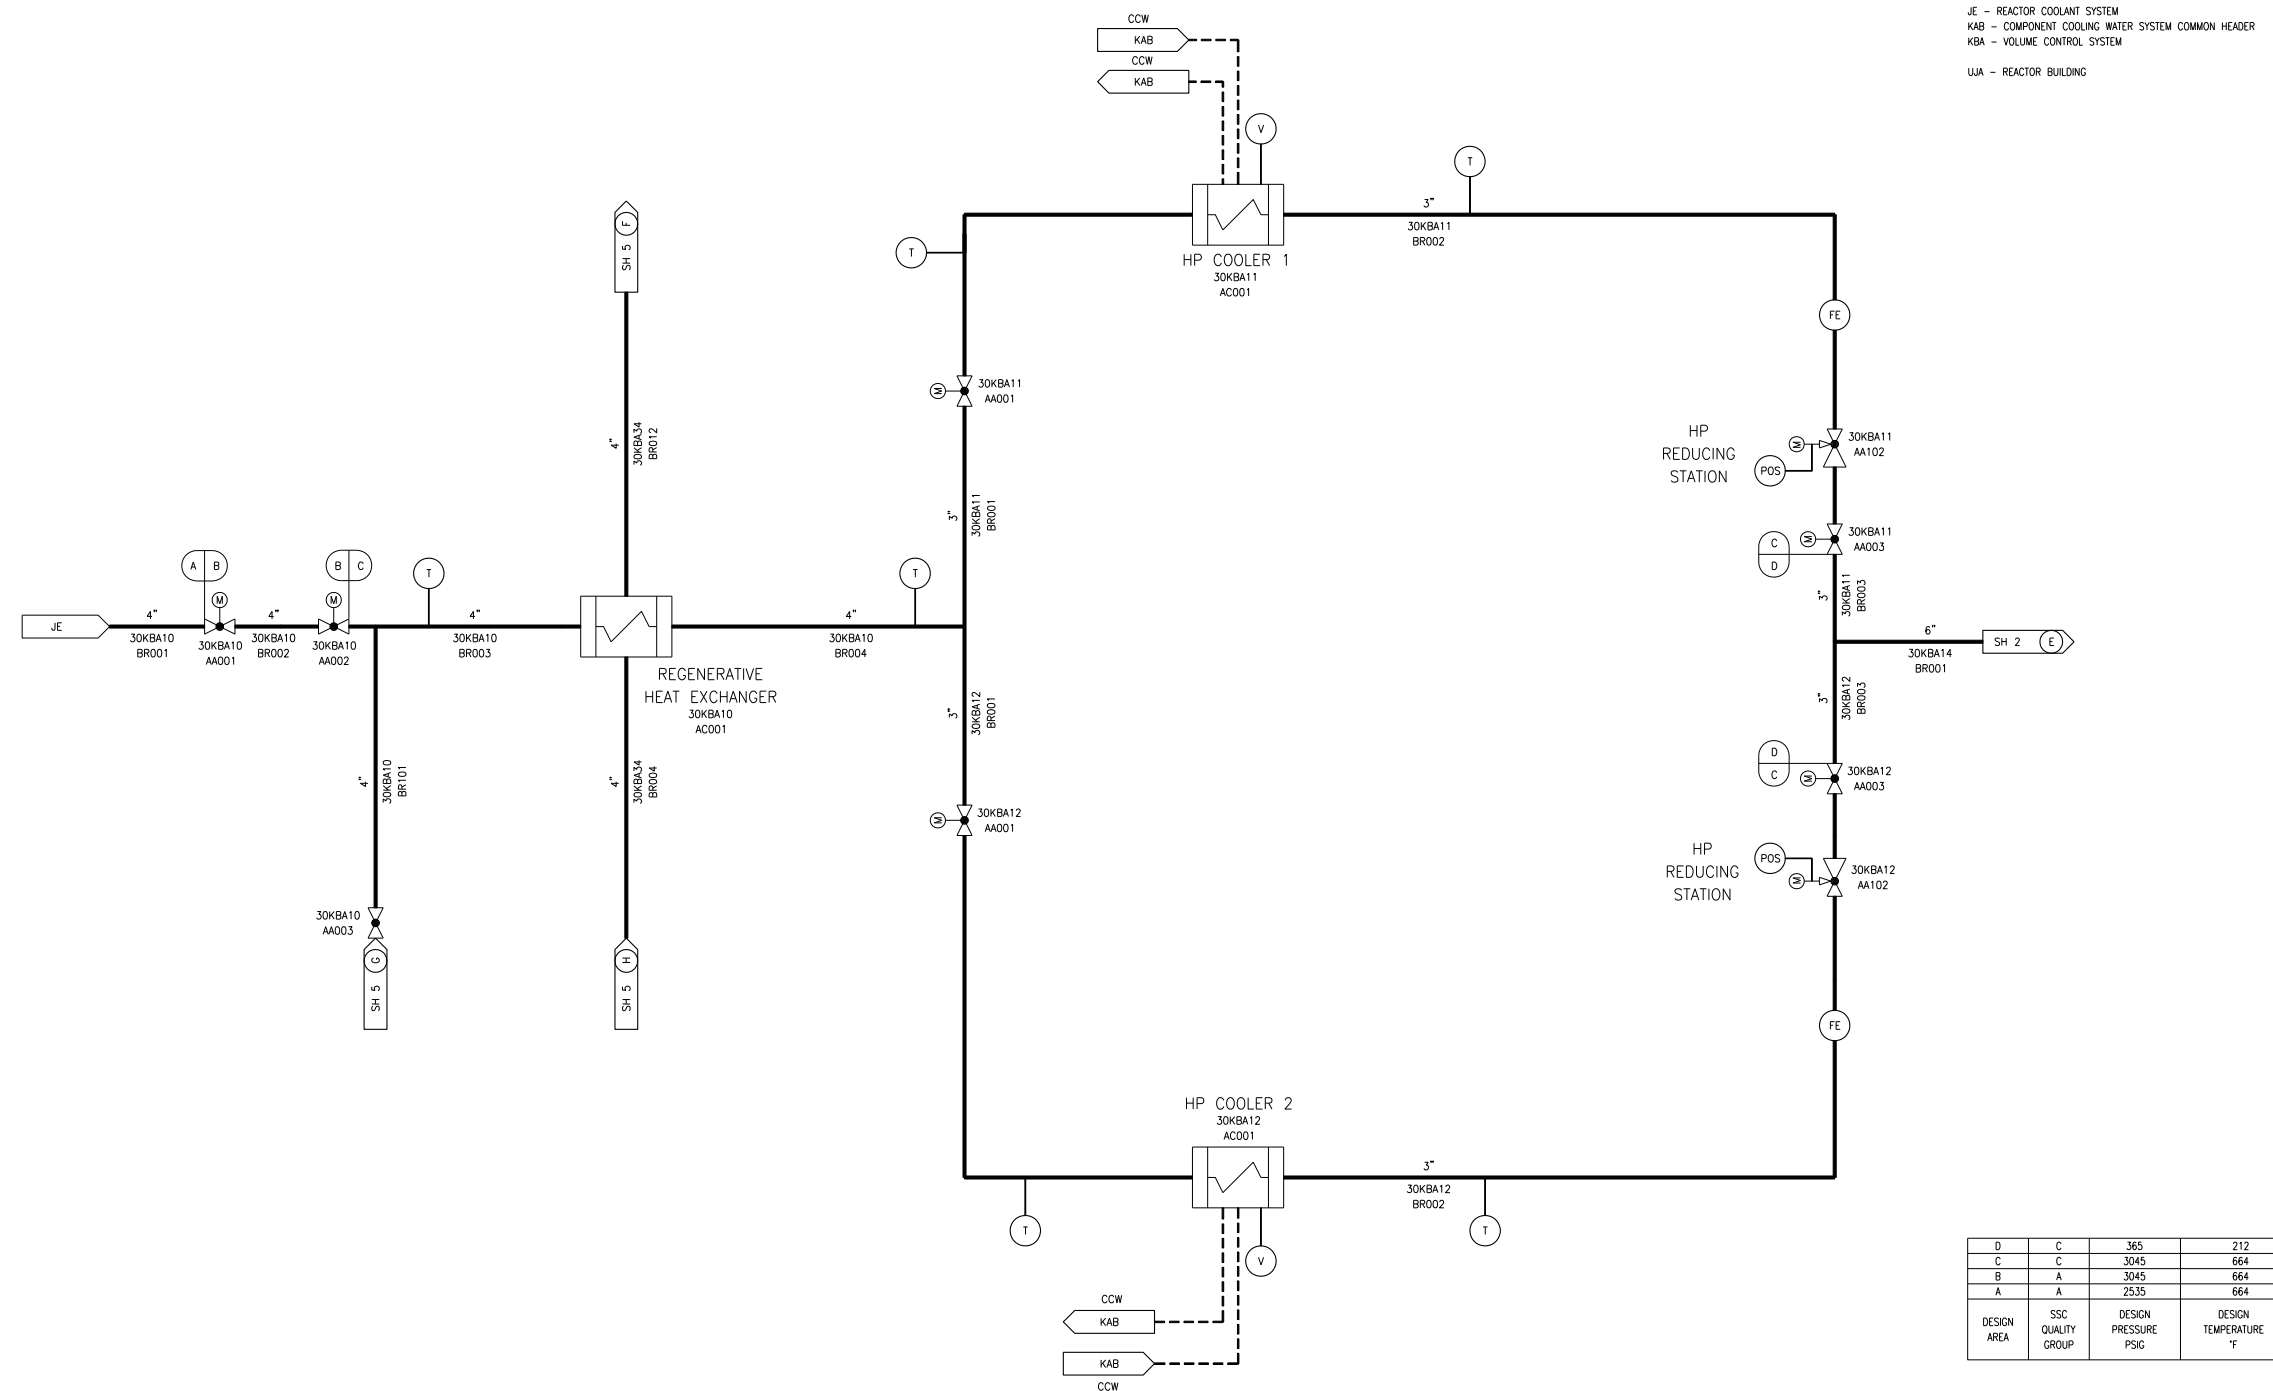 JE – REACTOR COOLANT SYSTEM
KAB – COMPONENT COOLING WATER SYSTEM COMMON HEADER
KBA – VOLUME CONTROL SYSTEM
UJA – REACTOR BUILDING
CCW
KAB
CCW
KAB
V
T
3"
30KBA11
BR002
HP COOLER 1
30KBA11
AC001
T
F
SH 5
FE
M
30KBA11
AA001
4"
30KBA34
BR012
HP
REDUCING
STATION
M
POS
30KBA11
AA102
3"
30KBA11
BR001
M
30KBA11
AA003
C
D
3"
30KBA11
BR003
A
B
B
C
T
T
M
M
JE
4"
30KBA10
BR001
30KBA10
AA001
4"
30KBA10
BR002
30KBA10
AA002
4"
30KBA10
BR003
4"
30KBA10
BR004
REGENERATIVE
HEAT EXCHANGER
30KBA10
AC001
6"
30KBA14
BR001
SH 2
E
3"
30KBA12
BR001
3"
30KBA12
BR003
4"
30KBA10
BR101
4"
30KBA34
BR004
D
C
M
30KBA12
AA003
M
30KBA12
AA001
HP
REDUCING
STATION
POS
M
30KBA12
AA102
30KBA10
AA003
G
SH 5
H
SH 5
FE
HP COOLER 2
30KBA12
AC001
3"
30KBA12
BR002
T
T
V
CCW
KAB
KAB
CCW
D C 365 212
C C 3045 664
B A 3045 664
A A 2535 664
DESIGN
AREA
SSC
QUALITY
GROUP
DESIGN
PRESSURE
PSIG
DESIGN
TEMPERATURE
°F